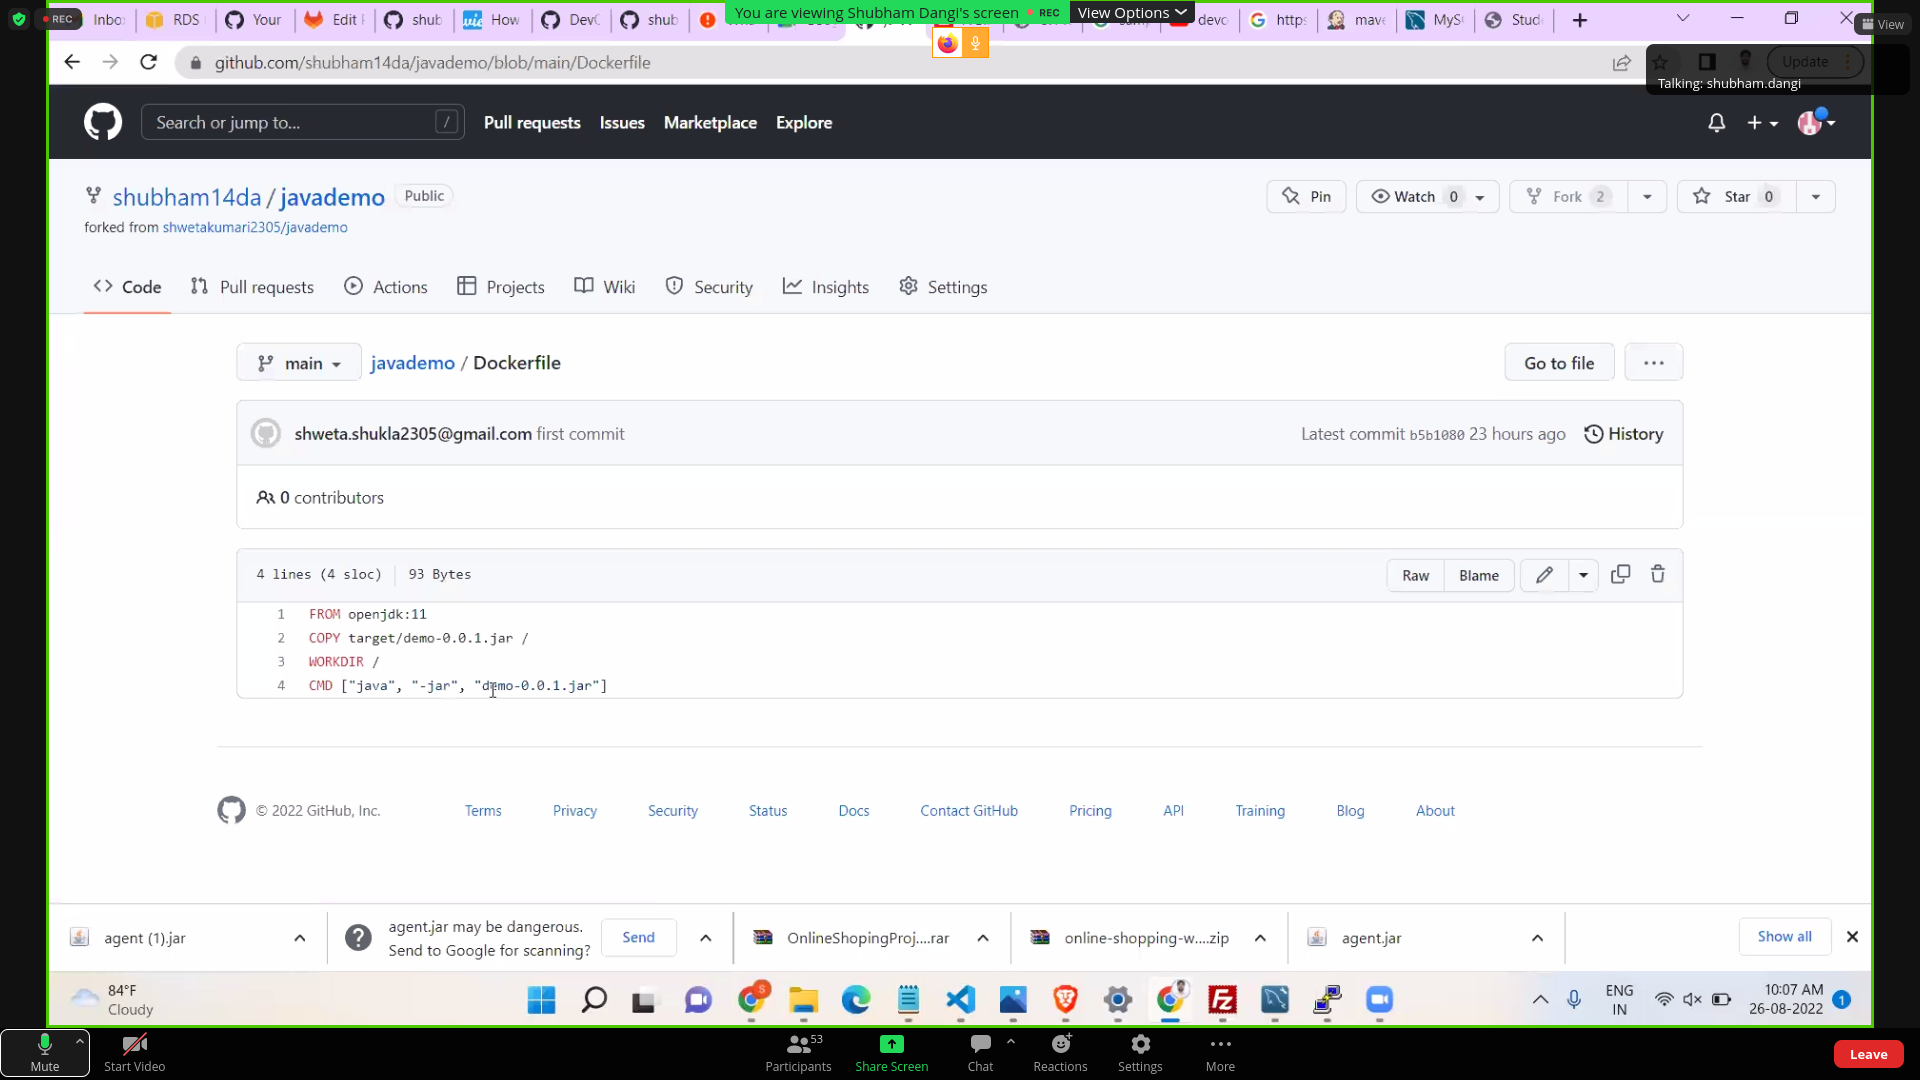 REC
Inbo
RDS
Your
Edit
shub
How
Dev
shub
You are viewing Shubham Dangi's screen
REC
View Options
devo
https
mave
MyS
Stud
View
github.com/shubham14da/javademo/blob/main/Dockerfile
Update
Talking: shubham.dangi
Search or jump to...
/
Pull requests
Issues
Marketplace
Explore
shubham14da / javademo
Public
Pin
Watch 0
Fork 2
Star 0
forked from shwetakumari2305/javademo
Code
Pull requests
Actions
Projects
Wiki
Security
Insights
Settings
main
javademo / Dockerfile
Go to file
shweta.shukla2305@gmail.com first commit
Latest commit b5b1080 23 hours ago
History
0 contributors
4 lines (4 sloc)
93 Bytes
Raw
Blame
1 FROM openjdk:11
2 COPY target/demo-0.0.1.jar /
3 WORKDIR /
4 CMD ["java", "-jar", "demo-0.0.1.jar"]
© 2022 GitHub, Inc.
Terms
Privacy
Security
Status
Docs
Contact GitHub
Pricing
API
Training
Blog
About
agent (1).jar
agent.jar may be dangerous.
Send to Google for scanning?
Send
OnlineShopingProj....rar
online-shopping-w....zip
agent.jar
Show all
84°F
Cloudy
ENG
IN
10:07 AM
26-08-2022
1
Mute
Start Video
Participants
53
Share Screen
Chat
Reactions
Settings
More
Leave